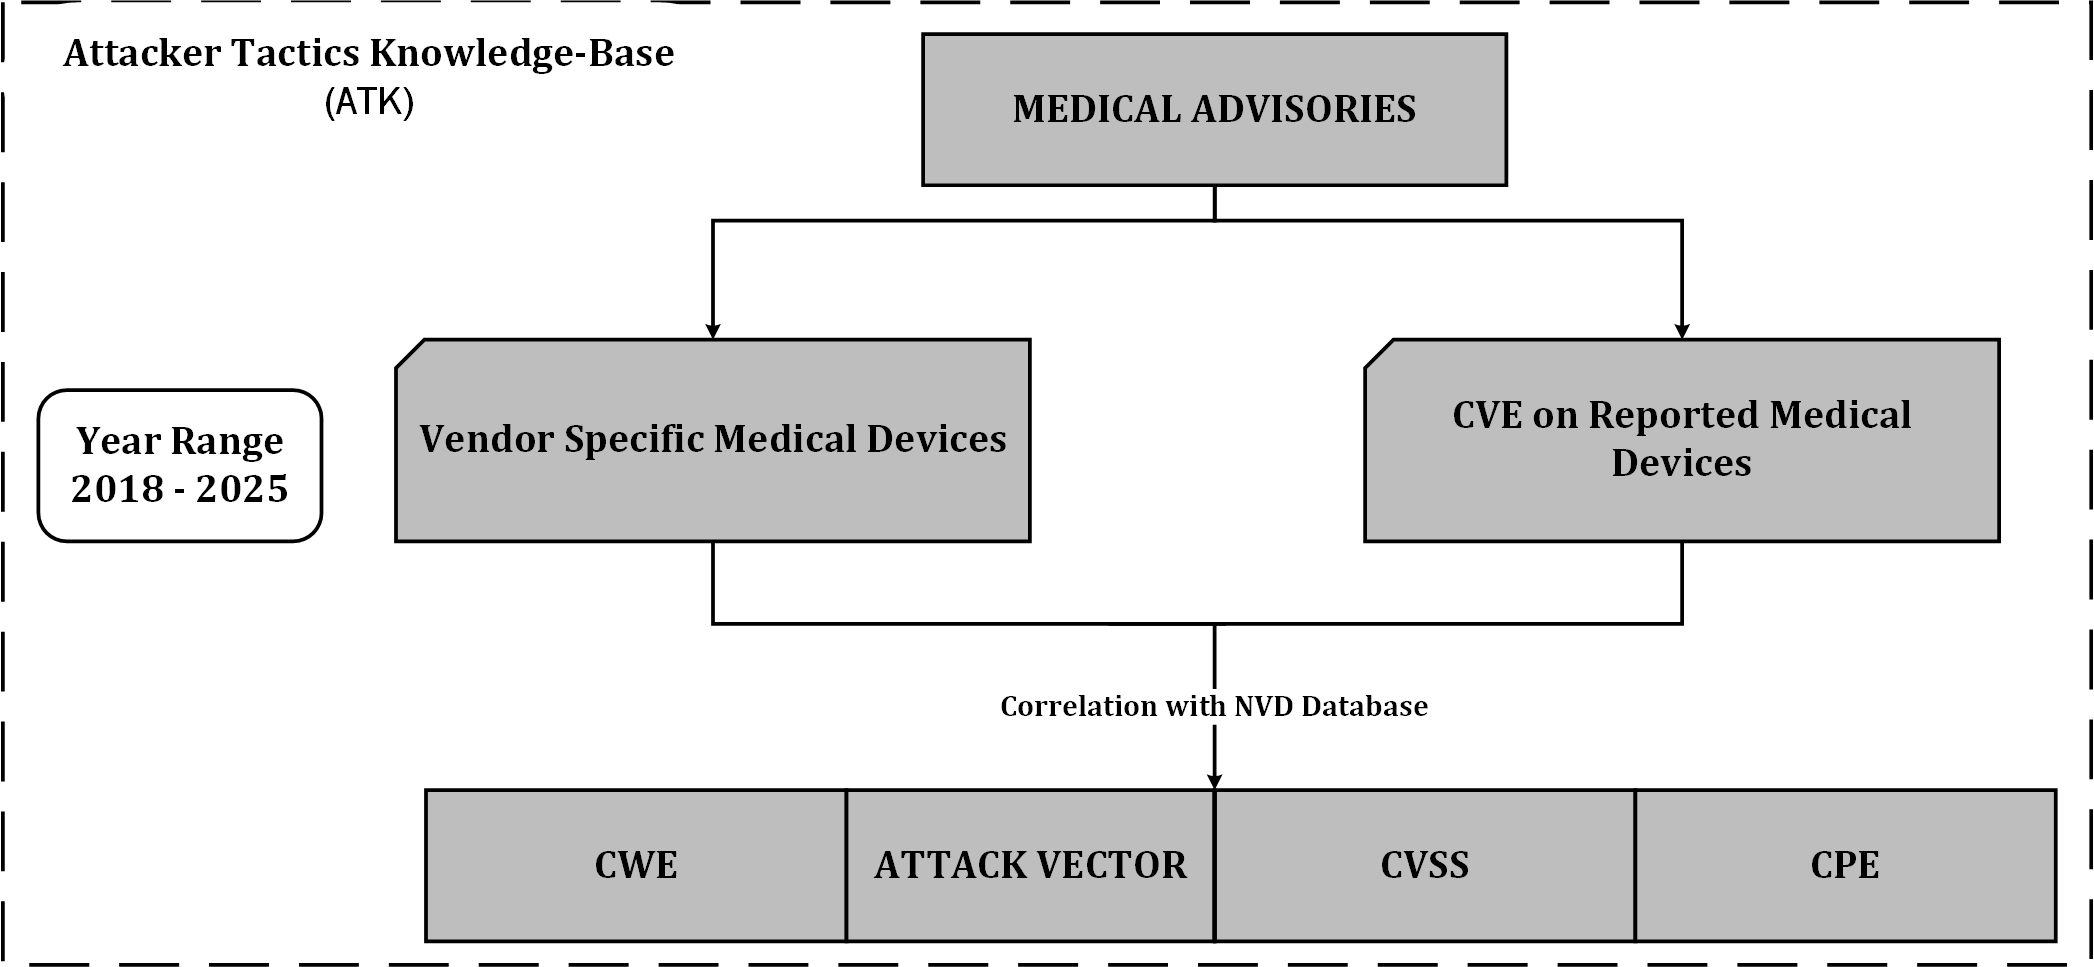 Attacker Tactics Knowledge-Base
(ATK)
MEDICAL ADVISORIES
Year Range
2018 - 2025
Vendor Specific Medical Devices
CVE on Reported Medical
Devices
Correlation with NVD Database
CWE
ATTACK VECTOR
CVSS
CPE